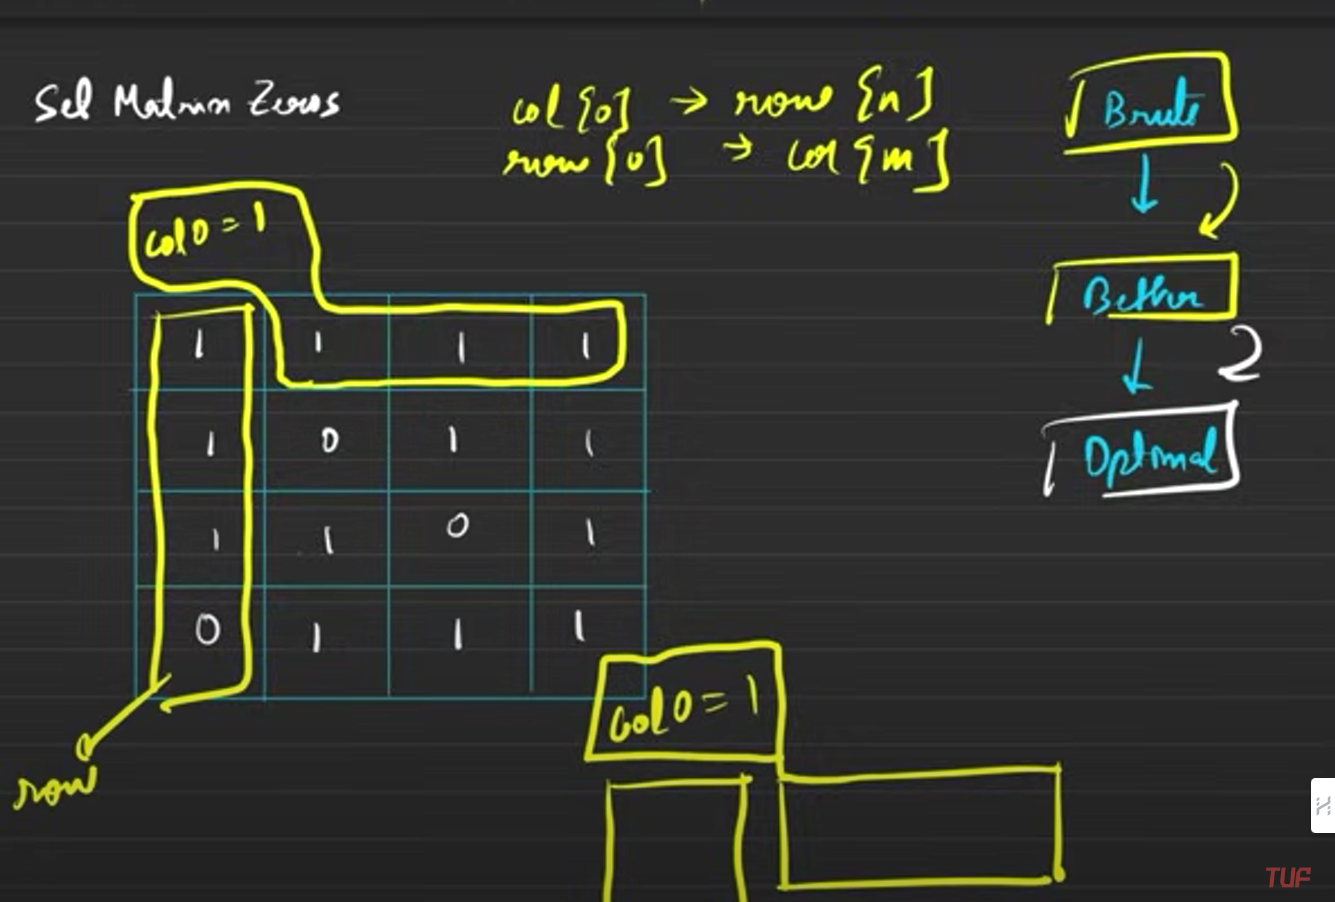 Set Matrix Zeros
col[0] → row[n]
row[0] → col[m]
Brute
Better
2
Optimal
col0 = 1
1 1 1 1
1 0 1 1
1 1 0 1
0 1 1 1
row
col0 = 1
TUF